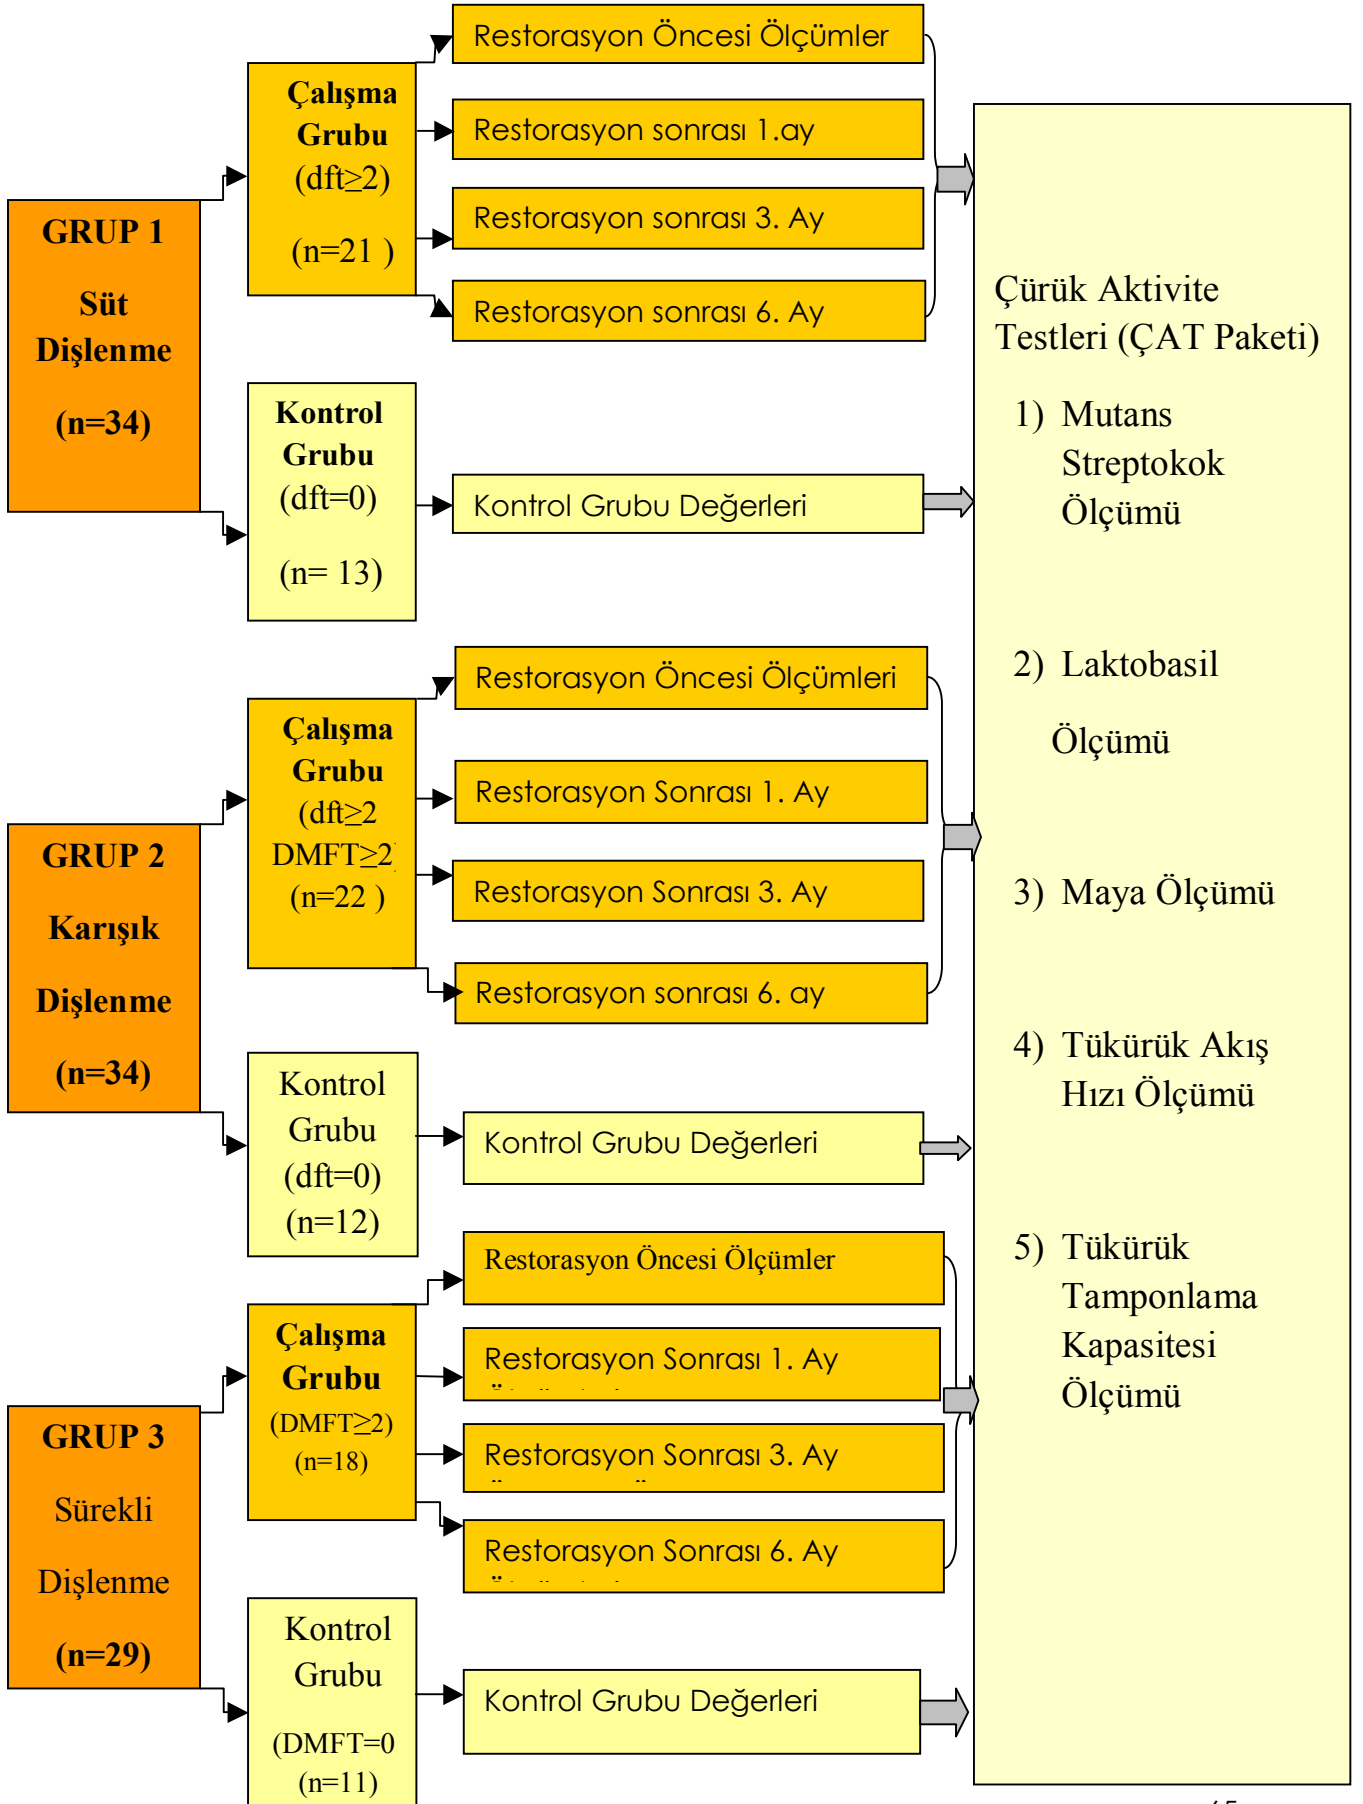 GRUP 1
Süt
Dişlenme
(n=34)
Çalışma
Grubu
(dft≥2)
(n=21 )
Restorasyon Öncesi Ölçümler
Restorasyon sonrası 1.ay
Restorasyon sonrası 3. Ay
Restorasyon sonrası 6. Ay
Kontrol
Grubu
(dft=0)
(n= 13)
Kontrol Grubu Değerleri
GRUP 2
Karışık
Dişlenme
(n=34)
Çalışma
Grubu
(dft≥2
DMFT≥2)
(n=22 )
Restorasyon Öncesi Ölçümleri
Restorasyon Sonrası 1. Ay
Restorasyon Sonrası 3. Ay
Restorasyon sonrası 6. ay
Kontrol
Grubu
(dft=0)
(n=12)
Kontrol Grubu Değerleri
GRUP 3
Sürekli
Dişlenme
(n=29)
Çalışma
Grubu
(DMFT≥2)
(n=18)
Restorasyon Öncesi Ölçümler
Restorasyon Sonrası 1. Ay
Restorasyon Sonrası 3. Ay
Restorasyon Sonrası 6. Ay
Kontrol
Grubu
(DMFT=0
(n=11)
Kontrol Grubu Değerleri
Çürük Aktivite
Testleri (ÇAT Paketi)
1) Mutans
Streptokok
Ölçümü
2) Laktobasil
Ölçümü
3) Maya Ölçümü
4) Tükürük Akış
Hızı Ölçümü
5) Tükürük
Tamponlama
Kapasitesi
Ölçümü